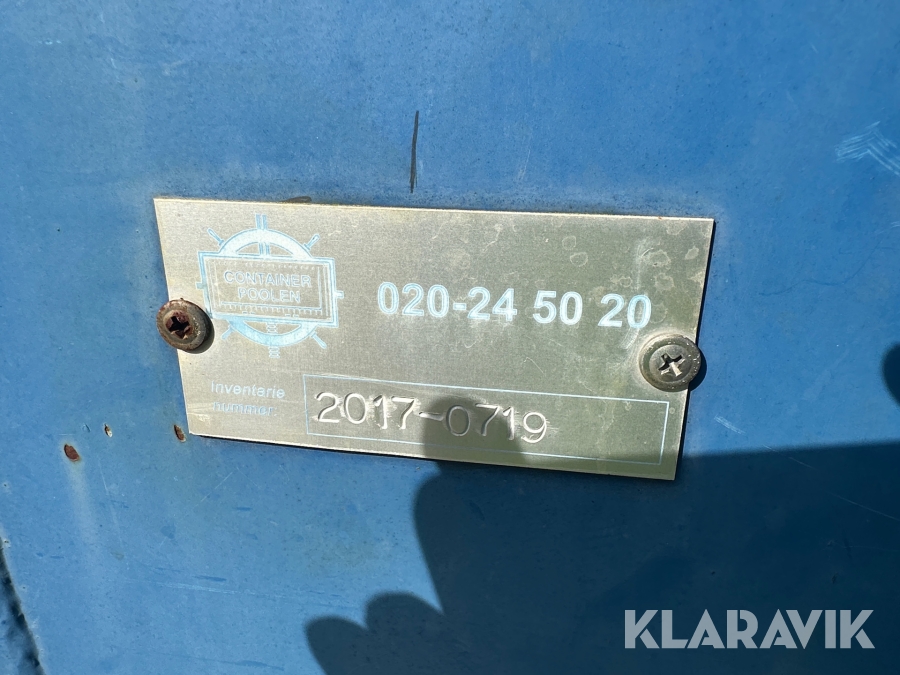 CONTAINER
POOLEN
020-24 50 20
Inventarie
nummer:
2017-0719
KLARAVIK